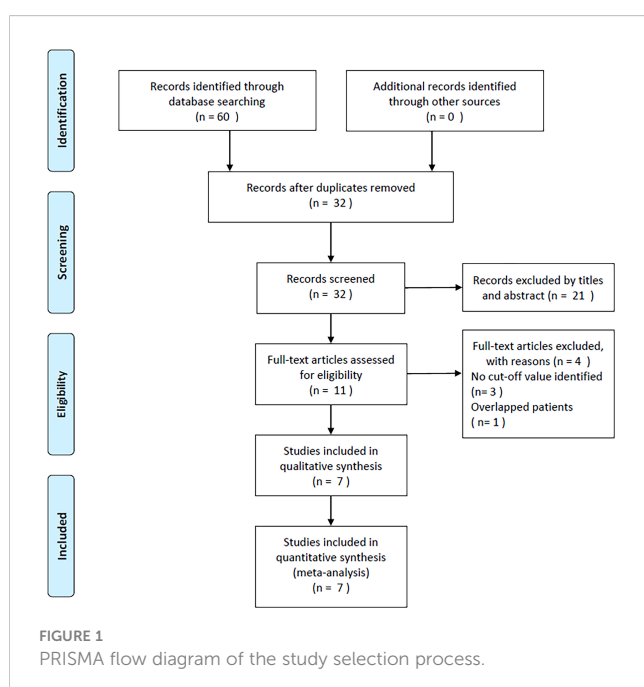 Identification
Records identified through
database searching
(n = 60  )
Additional records identified
through other sources
(n = 0  )
Records after duplicates removed
(n =  32 )
Screening
Records screened
(n = 32 )
Records excluded by titles
and abstract (n =  21  )
Eligibility
Full-text articles assessed
for eligibility
(n =  11 )
Full-text articles excluded,
with reasons (n = 4  )
No cut-off value identified
(n= 3 )
Overlapped patients
( n= 1 )
Studies included in
qualitative synthesis
(n =  7 )
Included
Studies included in
quantitative synthesis
(meta-analysis)
(n =  7 )
FIGURE 1
PRISMA flow diagram of the study selection process.